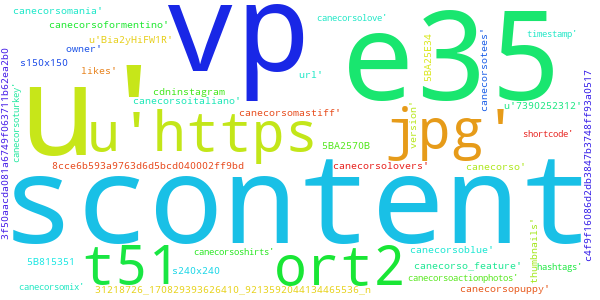 canecorsomania'
vp
canecorsolove'
canecorsoformentino'
e35
timestamp'
u'Bia2yHiFW1R'
owner'
5BA25E34
canecorsotees'
s150x150
u'
likes'
url'
cdninstagram
canecorsoitaliano'
u'7390252312'
3f50aacda081a6749f063711b62ea2b0
canecorsoturkey'
u'https
canecorsomastiff'
jpg'
version'
shortcode'
5BA2570B
8cce6b593a9763d6d5bcd040002ff9bd
canecorsolovers'
canecorso'
c4f9f16086d2db3847b3748ff93a0517
scontent
t51
canecorsoshirts'
ort2
canecorsoblue'
5B815351
s240x240
canecorso_feature'
hashtags'
thumbnails'
canecorsoactionphotos'
canecorsomix'
31218726_170829393626410_9213592044134465536_n
canecorsopuppy'